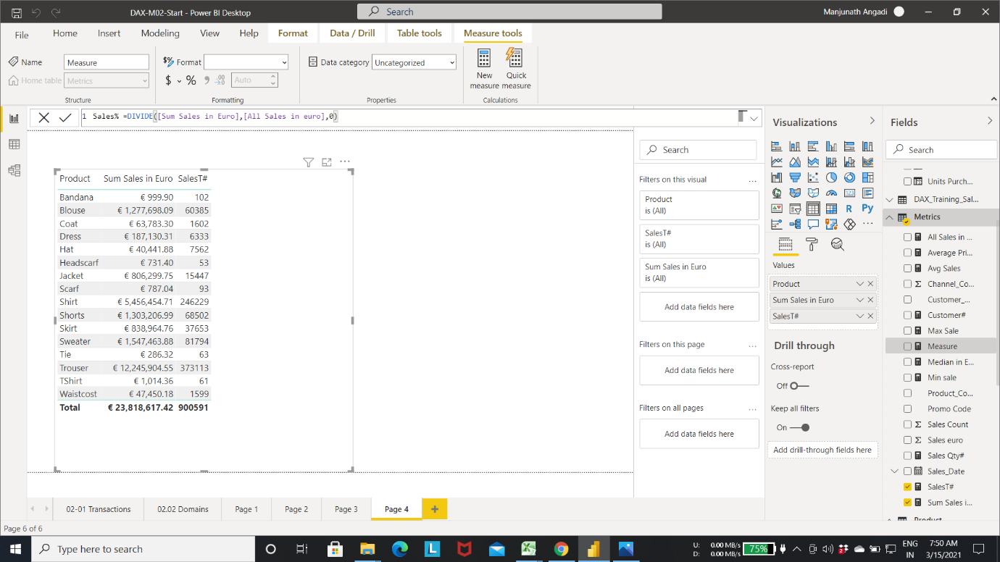 DAX-M02-Start - Power BI Desktop
Search
Manjunath Angadi
File
Home
Insert
Modeling
View
Help
Format
Data / Drill
Table tools
Measure tools
Name
Measure
Home table
Metrics
Structure
$% Format
$ % 9 .00
Auto
Formatting
Data category
Uncategorized
Properties
New measure
Quick measure
Calculations
1 Sales% =DIVIDE([Sum Sales in Euro],[All Sales in euro],0)
Product Sum Sales in Euro SalesT#
Bandana € 999.90 102
Blouse € 1,277,698.09 60385
Coat € 63,783.30 1602
Dress € 187,130.31 6333
Hat € 40,441.88 7562
Headscarf € 731.40 53
Jacket € 806,299.75 15447
Scarf € 787.04 93
Shirt € 5,456,454.71 246229
Shorts € 1,303,206.99 68502
Skirt € 838,964.76 37653
Sweater € 1,547,463.88 81794
Tie € 286.32 63
Trouser € 12,245,904.55 373113
TShirt € 1,014.36 61
Waistcost € 47,450.18 1599
Total € 23,818,617.42 900591
Search
Filters on this visual ...
Product
is (All)
SalesT#
is (All)
Sum Sales in Euro
is (All)
Add data fields here
Filters on this page ...
Add data fields here
Filters on all pages ...
Add data fields here
Visualizations
R Py
...
Values
Product
Sum Sales in Euro
SalesT#
Drill through
Cross-report
Off
Keep all filters
On
Add drill-through fields here
Fields
Search
Units Purch...
DAX_Training_Sal...
Metrics
All Sales in ...
Average Pri...
Avg Sales
Channel_Co...
Customer_...
Customer#
Max Sale
Measure
Median in E...
Min sale
Product_Co...
Promo Code
Sales Count
Sales euro
Sales Qty#
Sales_Date
SalesT#
Sum Sales i...
Product
02-01 Transactions
02.02 Domains
Page 1
Page 2
Page 3
Page 4
+
Page 6 of 6
Type here to search
L
U: 0.00 MB/s
D: 0.00 MB/s
75%
2
ENG
IN
7:50 AM
3/15/2021